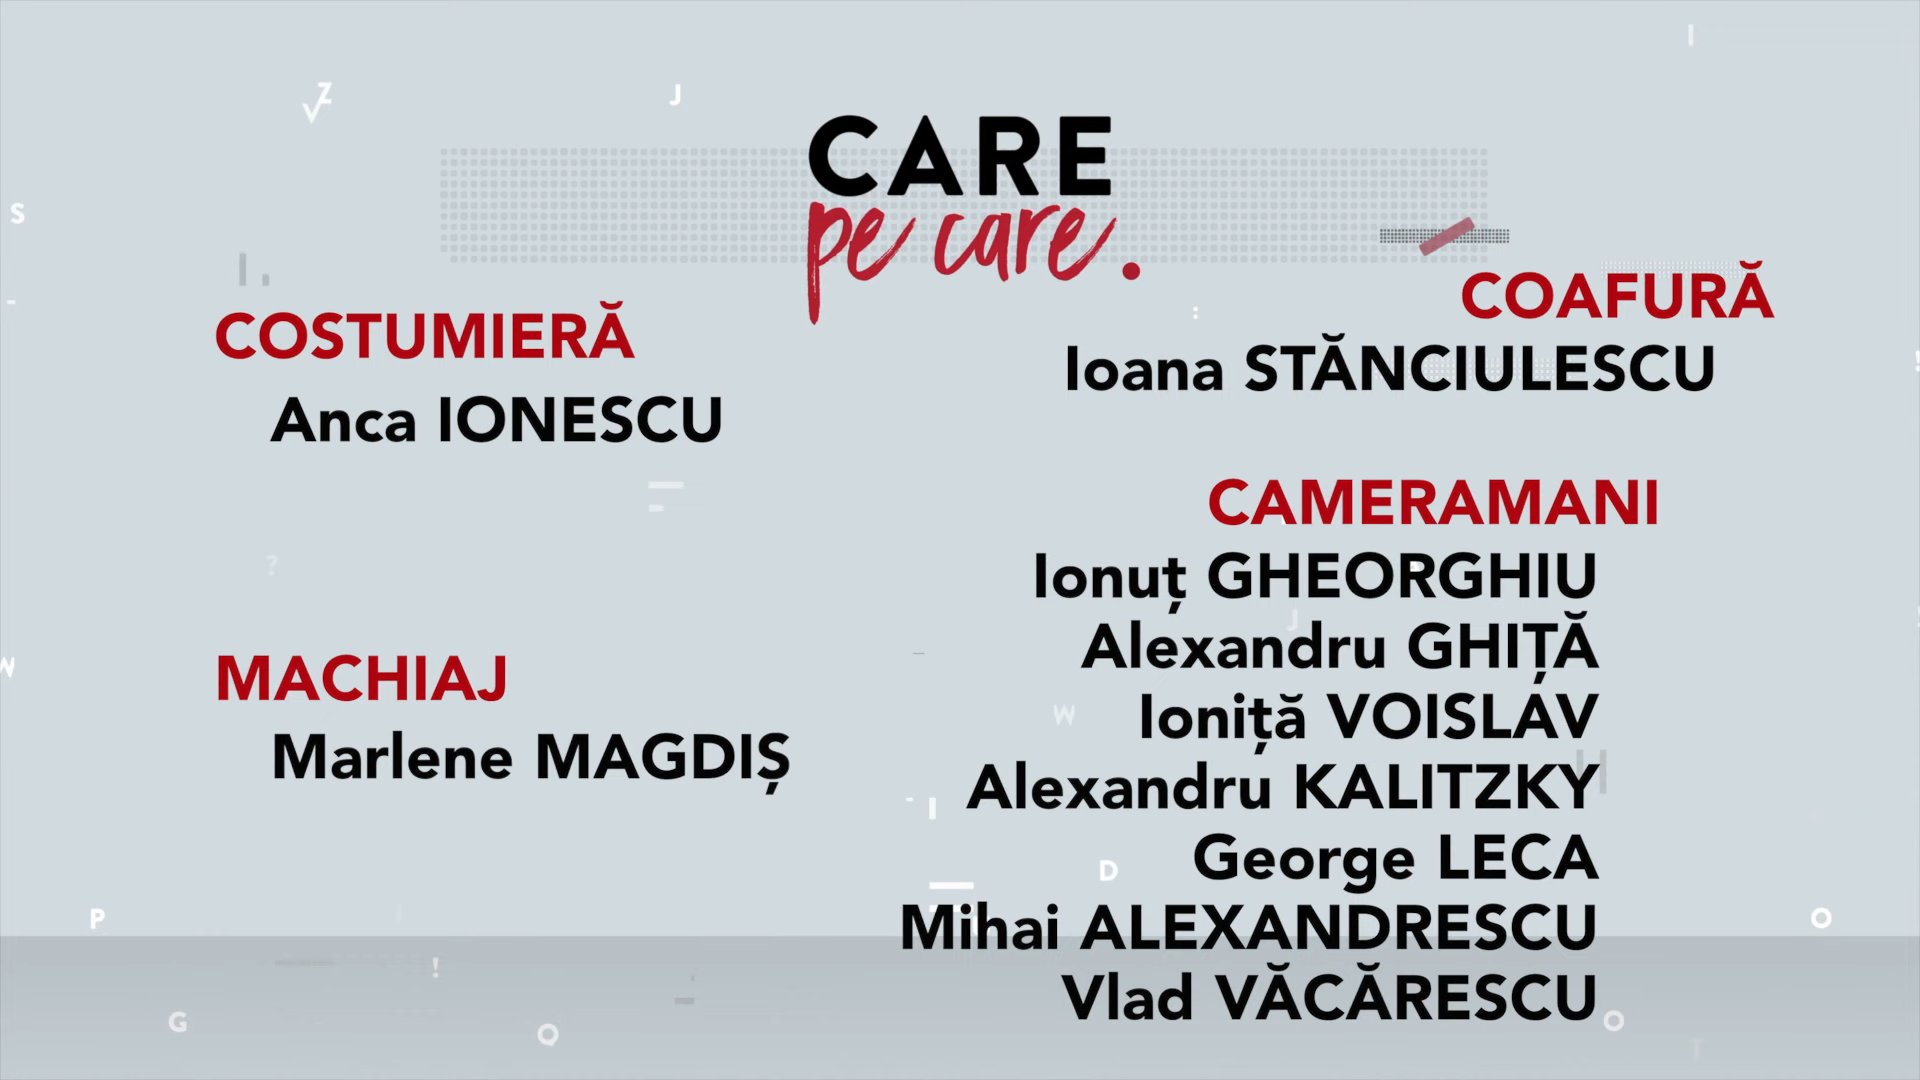 CARE
pe care.
COSTUMIERĂ
Anca IONESCU
MACHIAJ
Marlene MAGDIȘ
COAFURĂ
Ioana STĂNCIULESCU
CAMERAMANI
Ionuț GHEORGHIU
Alexandru GHIȚĂ
Ioniță VOISLAV
Alexandru KALITZKY
George LECA
Mihai ALEXANDRESCU
Vlad VĂCĂRESCU